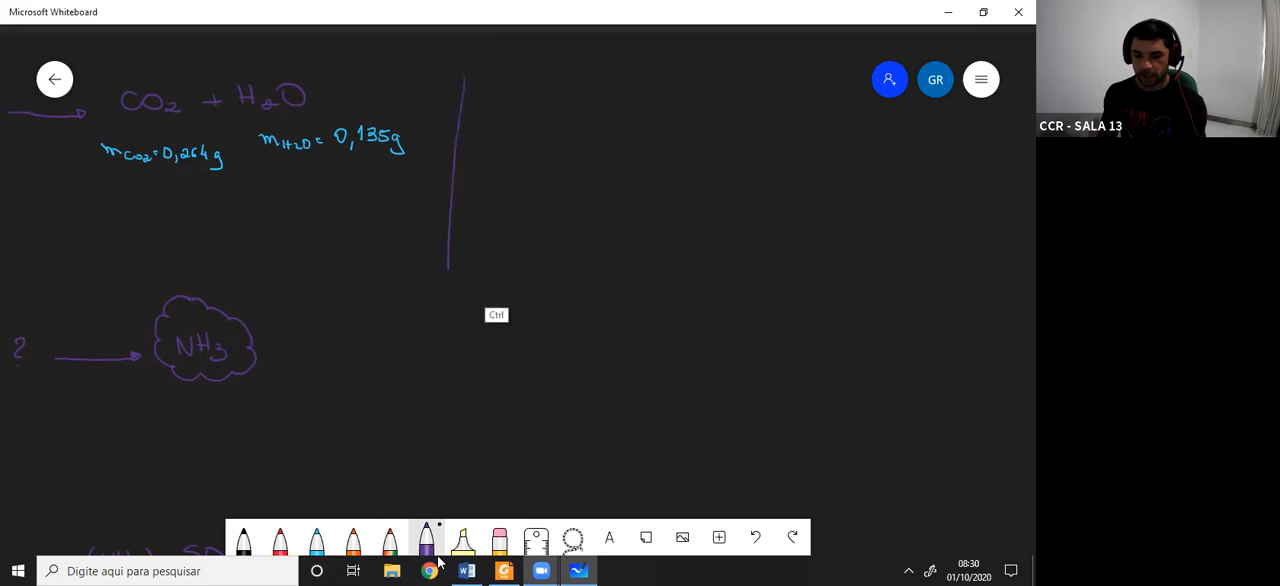 Microsoft Whiteboard
GR
CCR - SALA 13
CO2 + H2O
mCO2=0,264g mH2O=0,135g
Ctrl
? NH3
Digite aqui para pesquisar
08:30
01/10/2020